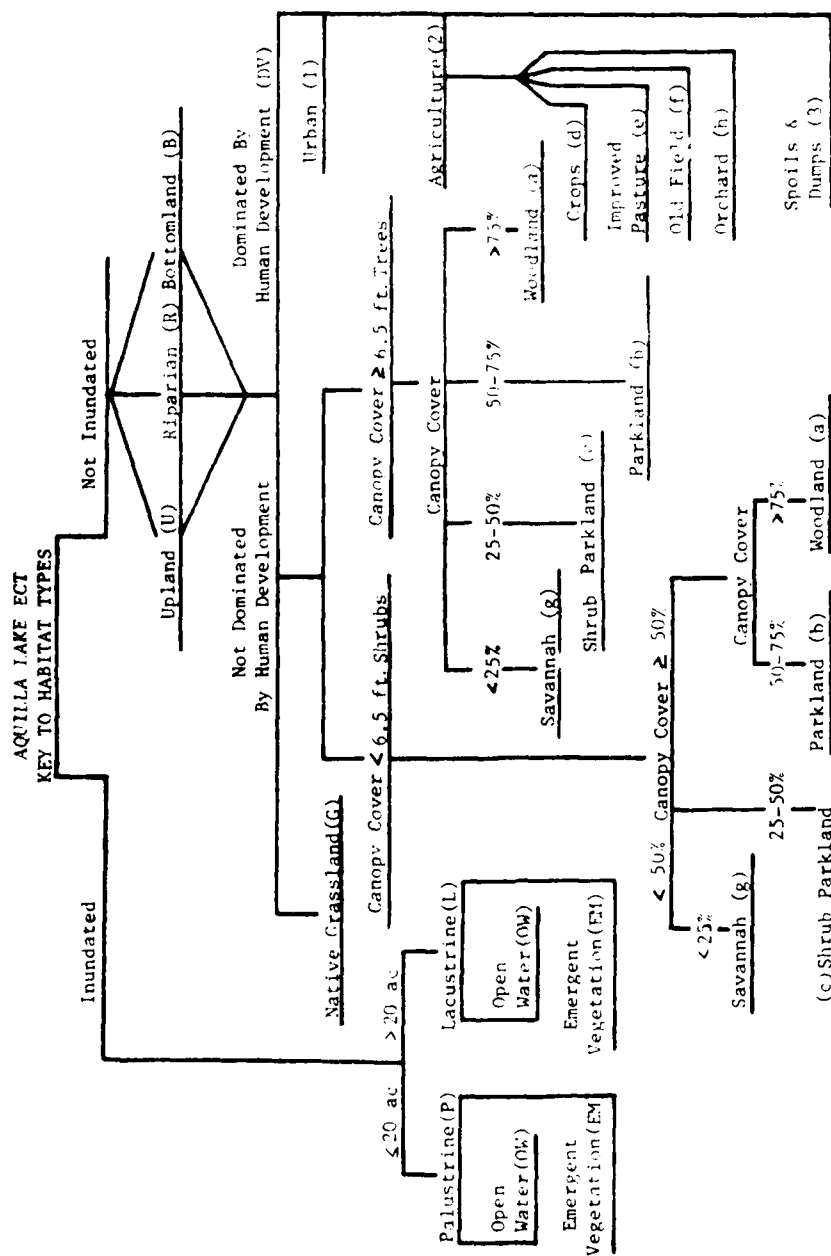 AQUILLA LAKE ECT
KEY TO HABITAT TYPES
Inundated
Not Inundated
≤20 ac
>20 ac
Palustrine(P)
Open
Water(OW)
Emergent
Vegetation(EM
Lacustrine(L)
Open
Water(OW)
Emergent
Vegetation(EM)
Upland (U)
Riparian (R)
Bottomland (B)
Not Dominated
By Human Development
Dominated By
Human Development (DV)
Native Grassland(G)
Canopy Cover < 6.5 ft. Shrubs
Canopy Cover ≥ 6.5 ft. Trees
Canopy Cover
<25%
Savannah (g)
25-50%
Shrub Parkland (c)
50-75%
Parkland (b)
>75%
Woodland (a)
Urban (1)
Agriculture(2)
Crops (d)
Improved
Pasture (e)
Old Field (f)
Orchard (h)
Spoils &
Dumps (3)
< 50% Canopy Cover ≥ 50%
<25%
Savannah (g)
25-50%
(c)Shrub Parkland
Canopy Cover
50-75%
Parkland (b)
>75%
Woodland (a)